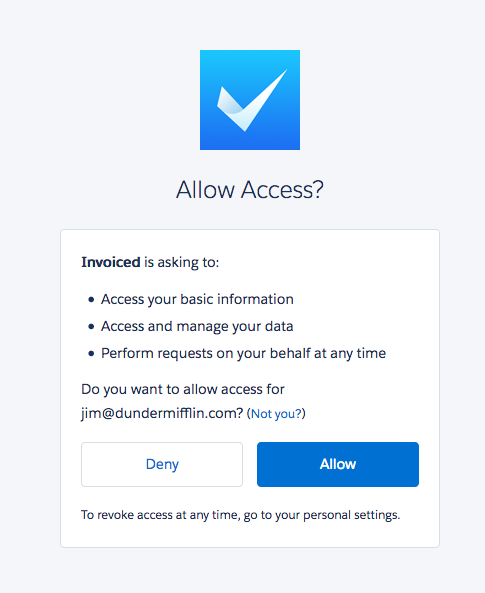 Allow Access?
Invoiced is asking to:
• Access your basic information
• Access and manage your data
• Perform requests on your behalf at any time
Do you want to allow access for
jim@dundermifflin.com? (Not you?)
Deny
Allow
To revoke access at any time, go to your personal settings.